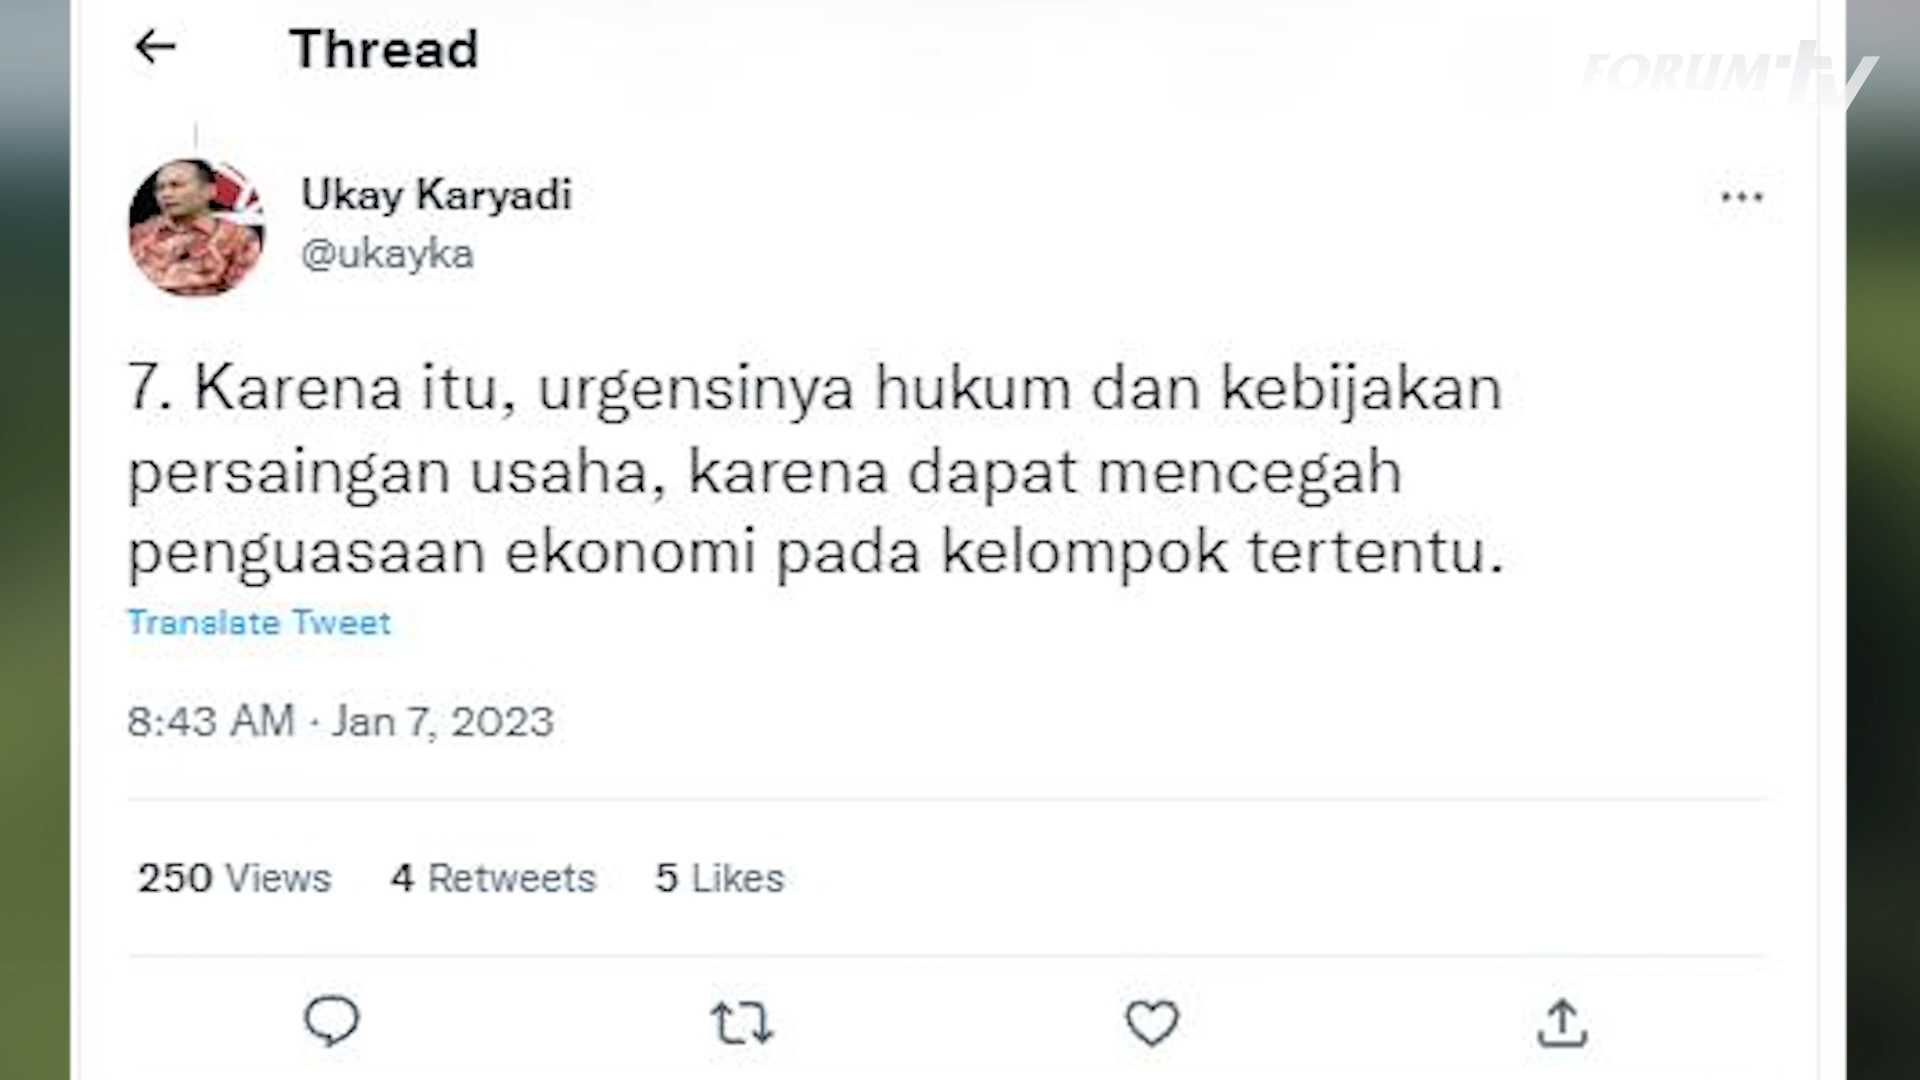 Thread
FORUM·tv
Ukay Karyadi
@ukayka
7. Karena itu, urgensinya hukum dan kebijakan
persaingan usaha, karena dapat mencegah
penguasaan ekonomi pada kelompok tertentu.
Translate Tweet
8:43 AM · Jan 7, 2023
250 Views 4 Retweets 5 Likes